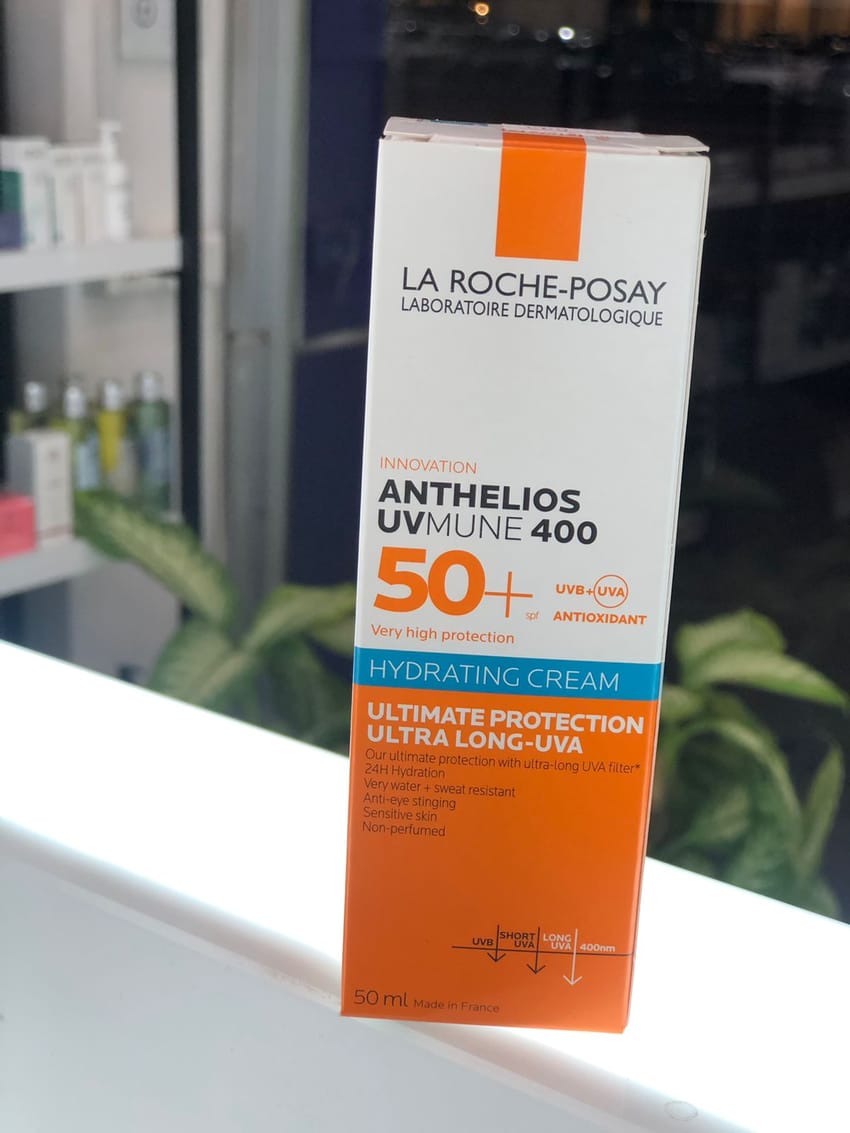 LA ROCHE-POSAY
LABORATOIRE DERMATOLOGIQUE
INNOVATION
ANTHELIOS
UVMUNE 400
50+ spf
UVB+UVA
ANTIOXIDANT
Very high protection
HYDRATING CREAM
ULTIMATE PROTECTION
ULTRA LONG-UVA
Our ultimate protection with ultra-long UVA filter*
24H Hydration
Very water + sweat resistant
Anti-eye stinging
Sensitive skin
Non-perfumed
UVB
SHORT
UVA
LONG
UVA
400nm
50 ml Made in France